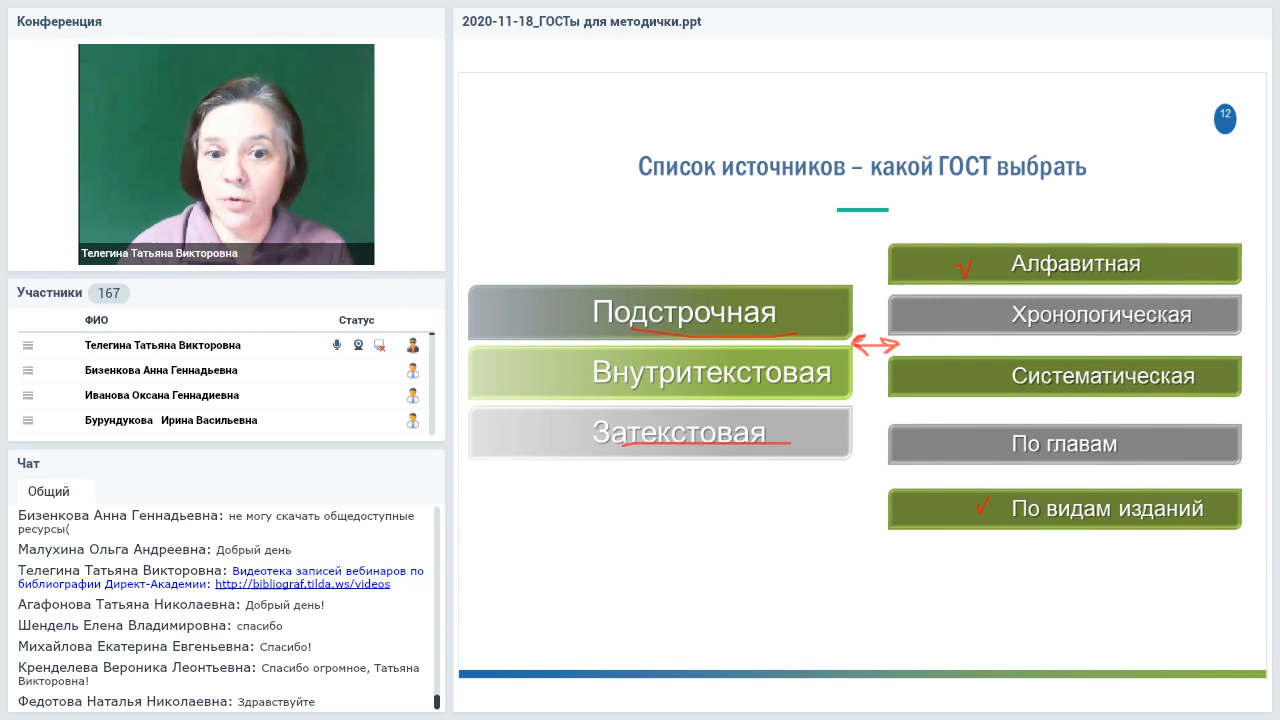 Конференция
Телегина Татьяна Викторовна
Участники 167
ФИО Статус
Телегина Татьяна Викторовна
Бизенкова Анна Геннадьевна
Иванова Оксана Геннадиевна
Бурундукова Ирина Васильевна
Чат
Общий
Бизенкова Анна Геннадьевна: не могу скачать общедоступные
ресурсы(
Малухина Ольга Андреевна: Добрый день
Телегина Татьяна Викторовна: Видеотека записей вебинаров по
библиографии Директ-Академии: http://bibliograf.tilda.ws/videos
Агафонова Татьяна Николаевна: Добрый день!
Шендель Елена Владимировна: спасибо
Михайлова Екатерина Евгеньевна: Спасибо!
Кренделева Вероника Леонтьевна: Спасибо огромное, Татьяна
Викторовна!
Федотова Наталья Николаевна: Здравствуйте
2020-11-18_ГОСТы для методички.ppt
12
Список источников – какой ГОСТ выбрать
Подстрочная
Внутритекстовая
Затекстовая
Алфавитная
Хронологическая
Систематическая
По главам
По видам изданий